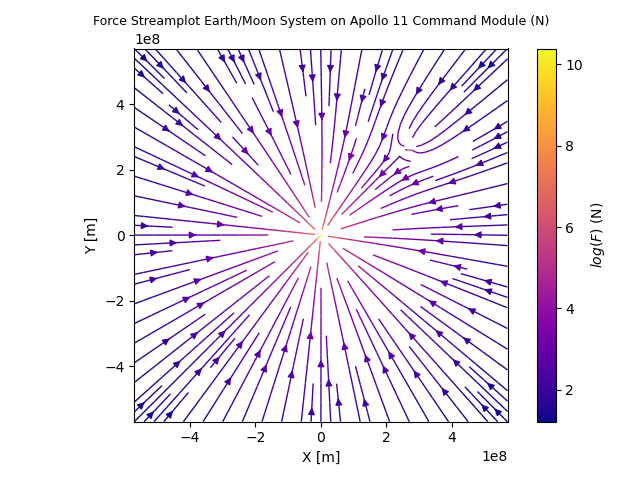 Force Streamplot Earth/Moon System on Apollo 11 Command Module (N)
1e8
4
2
0
−2
−4
Y [m]
−4 −2 0 2 4
X [m]
1e8
10
8
6
4
2
log(F) (N)